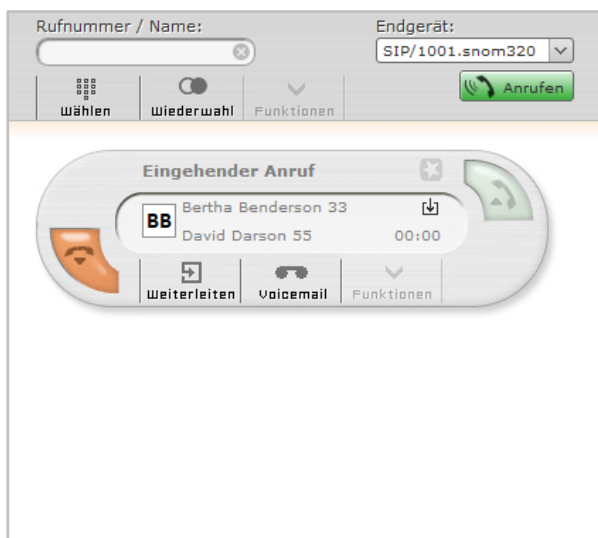 Rufnummer / Name:
Endgerät:
SIP/1001.snom320
Wählen
Wiederwahl
Funktionen
Anrufen
Eingehender Anruf
BB
Bertha Benderson 33
David Darson 55
00:00
Weiterleiten
Voicemail
Funktionen